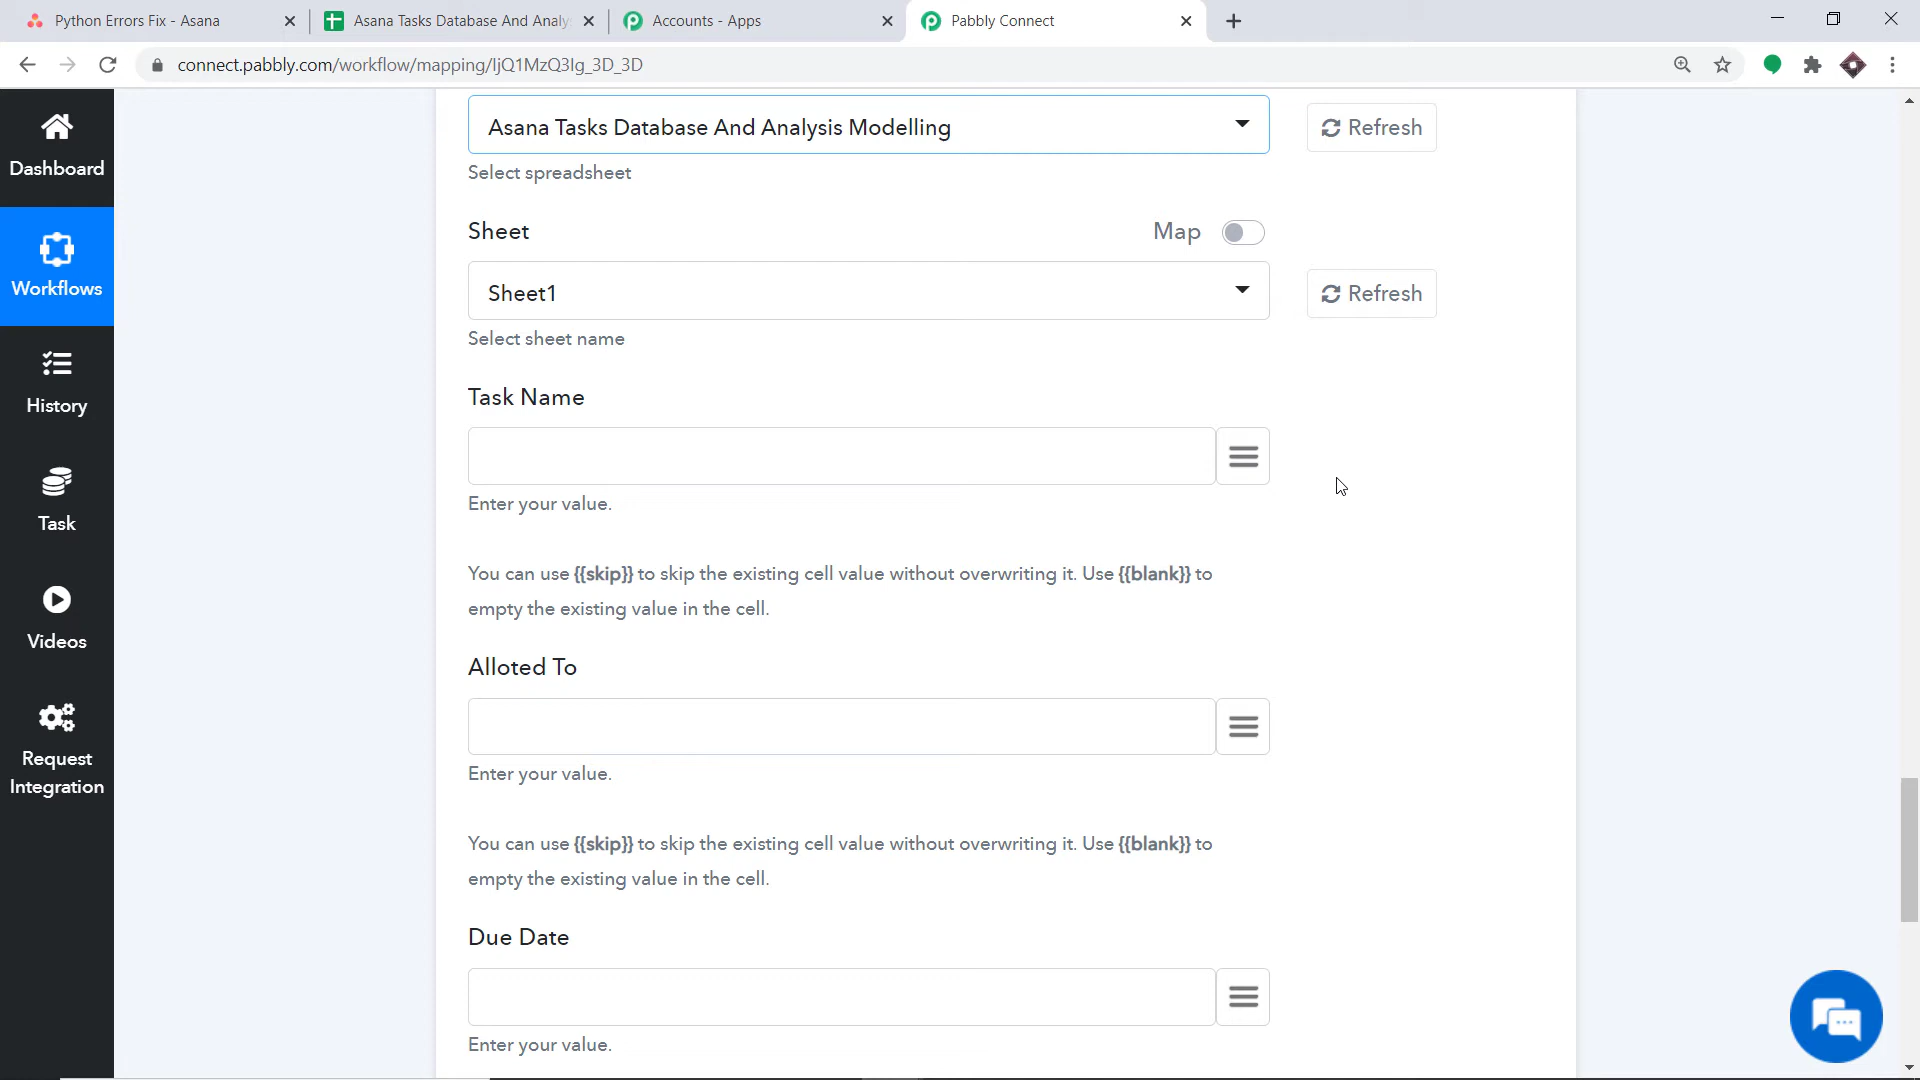 Python Errors Fix - Asana
Asana Tasks Database And Analy
Accounts - Apps
Pabbly Connect
connect.pabbly.com/workflow/mapping/IjQ1MzQ3Ig_3D_3D
Dashboard
Workflows
History
Task
Videos
Request
Integration
Asana Tasks Database And Analysis Modelling
Refresh
Select spreadsheet
Sheet
Map
Sheet1
Refresh
Select sheet name
Task Name
Enter your value.
You can use {{skip}} to skip the existing cell value without overwriting it. Use {{blank}} to
empty the existing value in the cell.
Alloted To
Enter your value.
You can use {{skip}} to skip the existing cell value without overwriting it. Use {{blank}} to
empty the existing value in the cell.
Due Date
Enter your value.